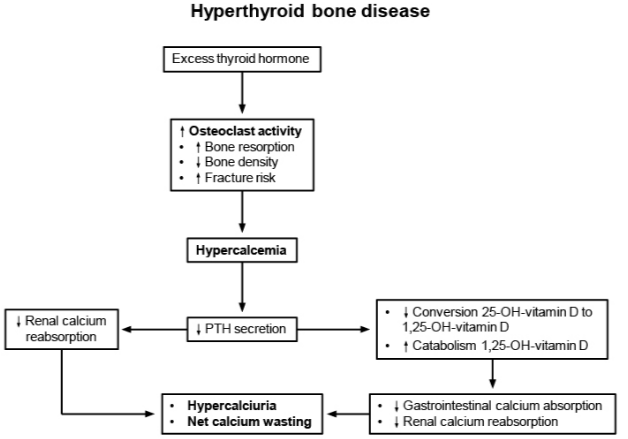 Hyperthyroid bone disease
Excess thyroid hormone
↑ Osteoclast activity
• ↑ Bone resorption
• ↓ Bone density
• ↑ Fracture risk
Hypercalcemia
↓ Renal calcium
reabsorption
↓ PTH secretion
• ↓ Conversion 25-OH-vitamin D to
1,25-OH-vitamin D
• ↑ Catabolism 1,25-OH-vitamin D
• Hypercalciuria
• Net calcium wasting
• ↓ Gastrointestinal calcium absorption
• ↓ Renal calcium reabsorption